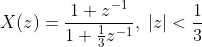 X(z) = \frac{1 + z^{-1}}{1 + \frac{1}{3}z^{-1}}, |z| < \frac{1}{3}